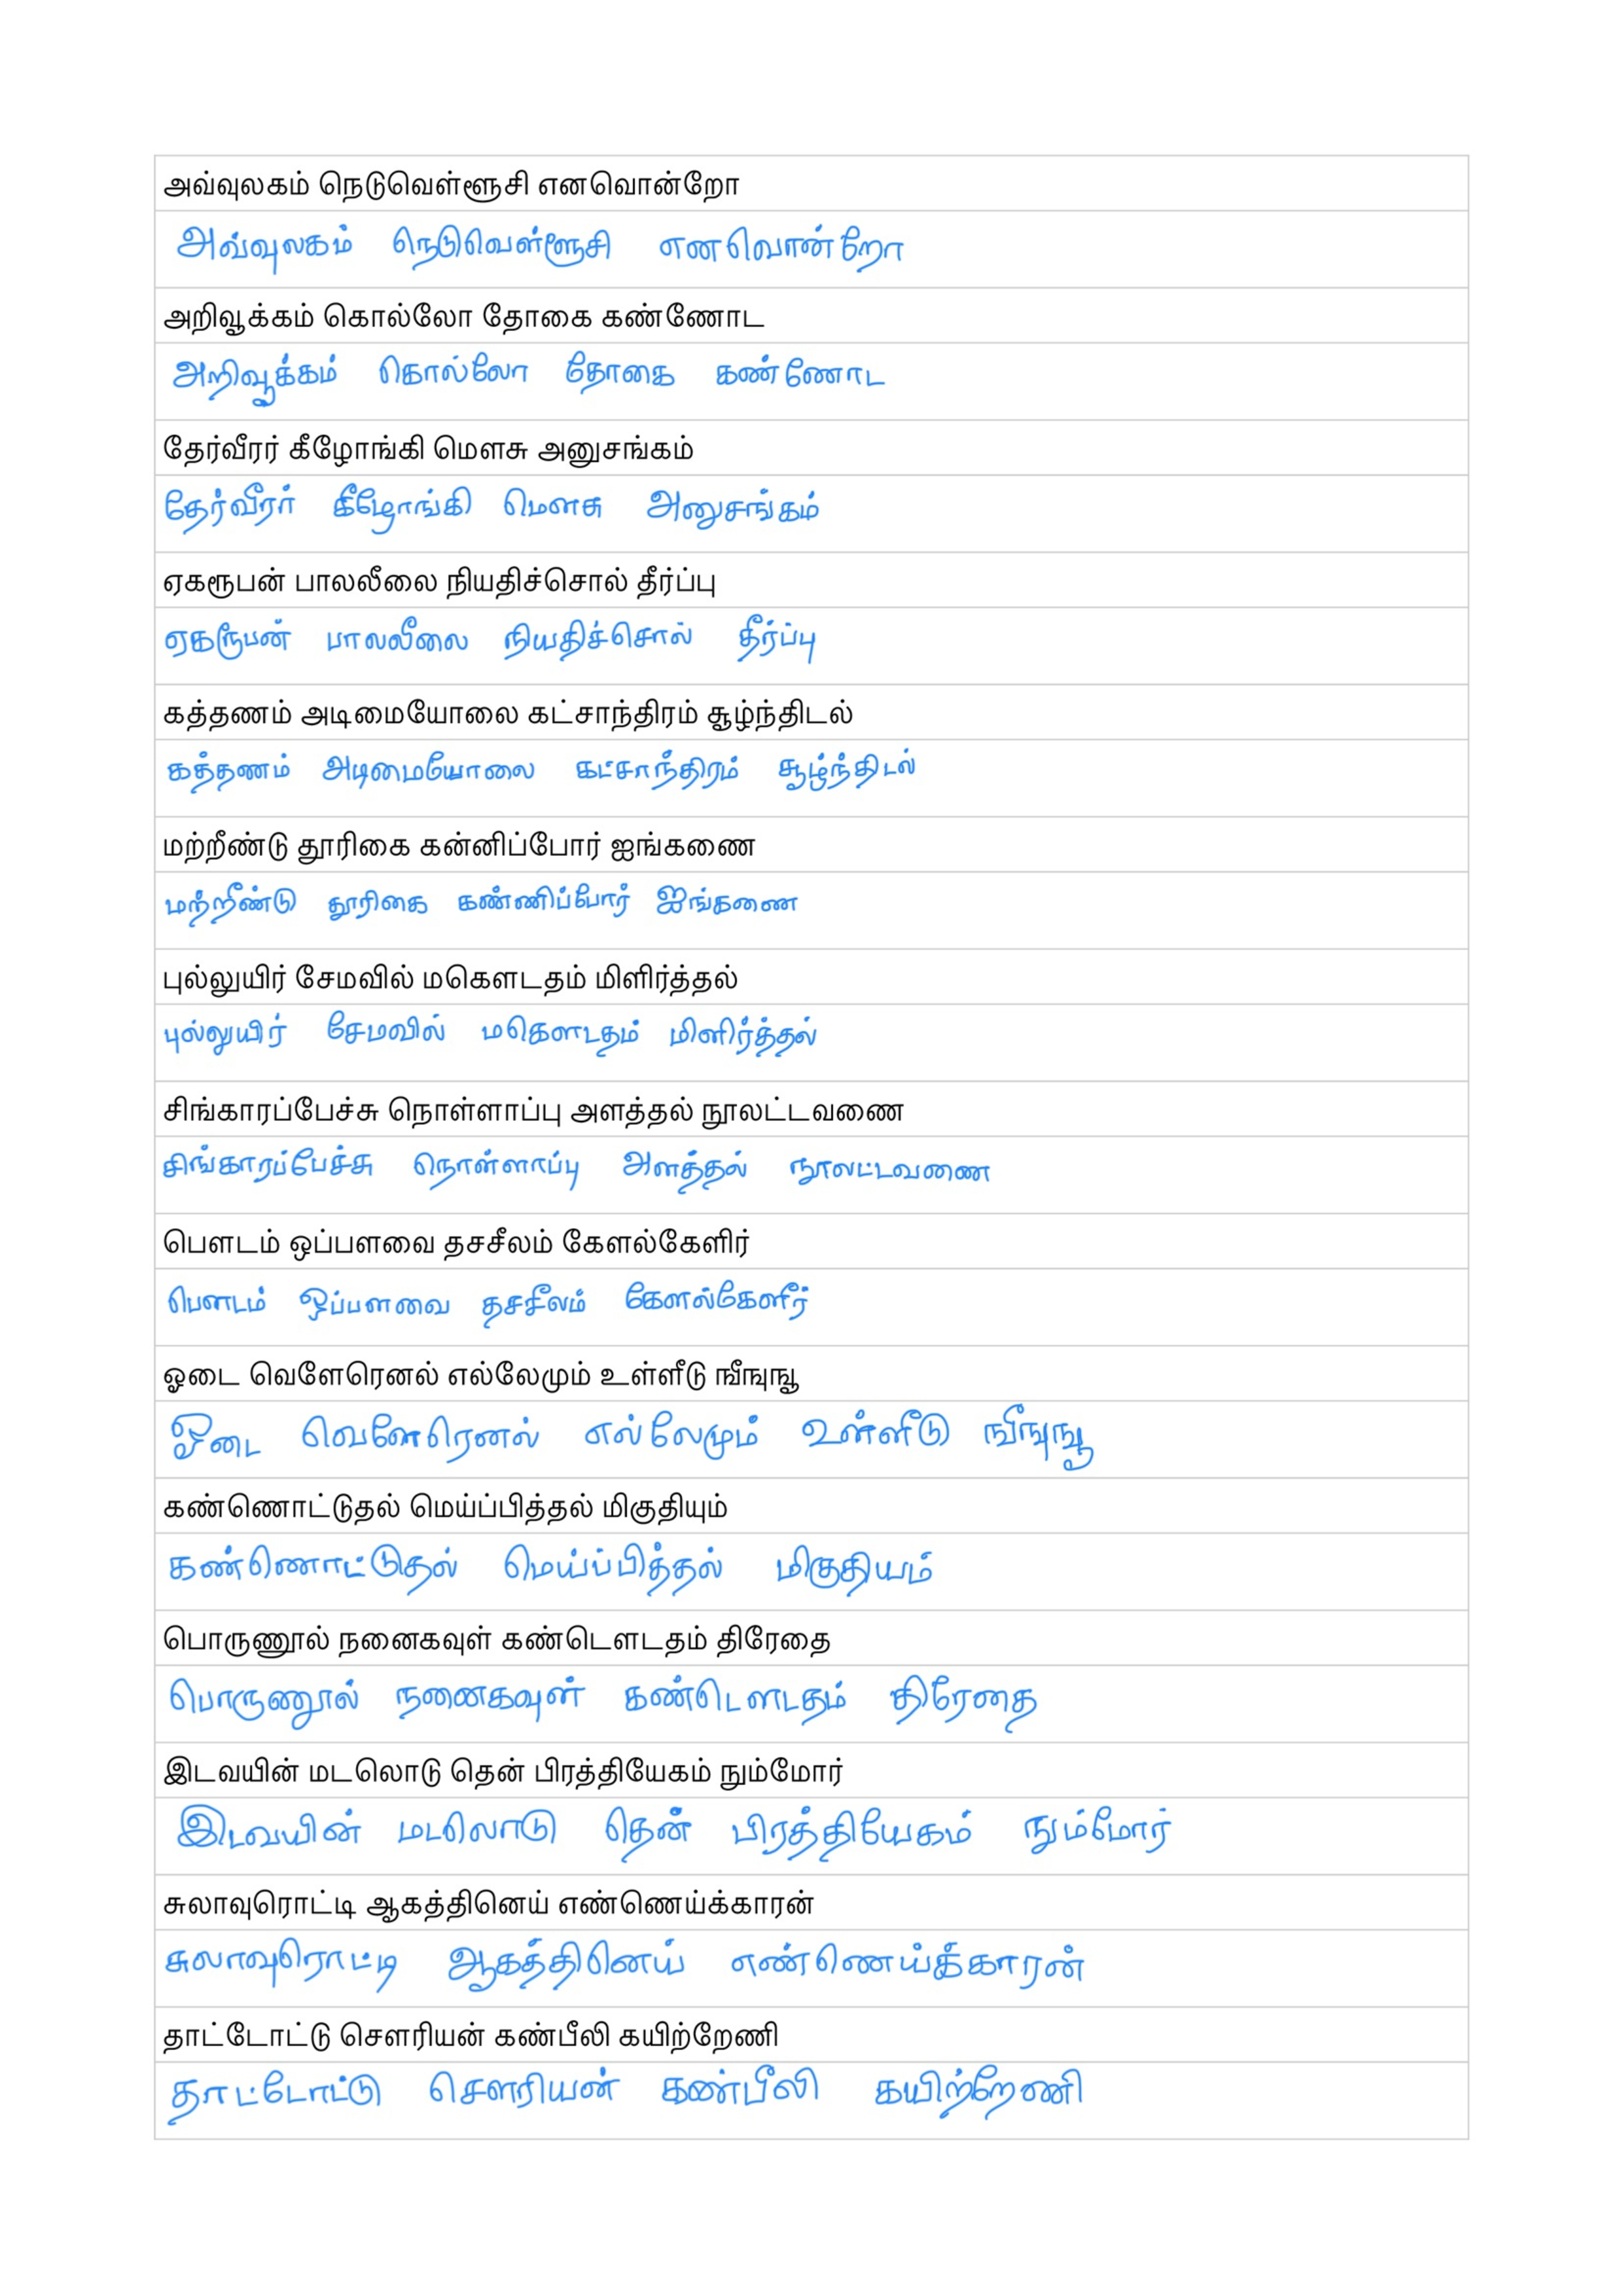 அவ்வுலகம் நெடுவெள்ளூசி எனவொன்றோ
அவ்வுலகம் நெடுவெள்ளூசி எனவொன்றோ
அறிவூக்கம் கொல்லோ தோகை கண்ணோட
அறிவூக்கம் கொல்லோ தோகை கண்ணோட
தேர்வீரர் கீழோங்கி மௌசு அனுசங்கம்
தேர்வீரர் கீழோங்கி மௌசு அனுசங்கம்
ஏகரூபன் பாலலீலை நியதிச்சொல் தீர்ப்பு
ஏகரூபன் பாலலீலை நியதிச்சொல் தீர்ப்பு
கத்தணம் அடிமையோலை கட்சாந்திரம் சூழ்ந்திடல்
கத்தணம் அடிமையோலை கட்சாந்திரம் சூழ்ந்திடல்
மற்றீண்டு தூரிகை கன்னிப்போர் ஐங்கணை
மற்றீண்டு தூரிகை கண்ணிப்போர் ஐங்கணை
புல்லுயிர் சேமவில் மகௌடதம் மிளிர்த்தல்
புல்லுயிர் சேமவில் மகௌடதம் மிளிர்த்தல்
சிங்காரப்பேச்சு நொள்ளாப்பு அளத்தல் நூலட்டவணை
சிங்காரப்பேச்சு நொள்ளாப்பு அளத்தல் நூலட்டவணை
பௌடம் ஒப்பளவை தசசீலம் கேளல்கேளிர்
பௌடம் ஒப்பளவை தசசீலம் கேளல்கேளீர்
ஓடை வெளேரெனல் எல்லேமும் உள்ளீடு ஙீஙுஙூ
ஓடை வெளேரெனல் எல்லேமும் உள்ளீடு ஙீஙுஙூ
கண்ணொட்டுதல் மெய்ப்பித்தல் மிகுதியும்
கண்ணொட்டுதல் மெய்ப்பித்தல் மிகுதியம்
பொருணூல் நனைகவுள் கண்டௌடதம் திரேதை
பொருணூல் நனைகவுள் கண்டௌடதம் திரேதை
இடவயின் மடலொடு தென் பிரத்தியேகம் நும்மோர்
இடவயின் மடலொடு தென் பிரத்தியேகம் நும்மோர்
சுலாவுரொட்டி ஆகத்தினெய் எண்ணெய்க்காரன்
சுலாவுரொட்டி ஆகத்தினெய் எண்ணெய்க்காரன்
தாட்டோட்டு சௌரியன் கண்பீலி கயிற்றேணி
தாட்டோட்டு சௌரியன் கண்பீலி கயிற்றேணி